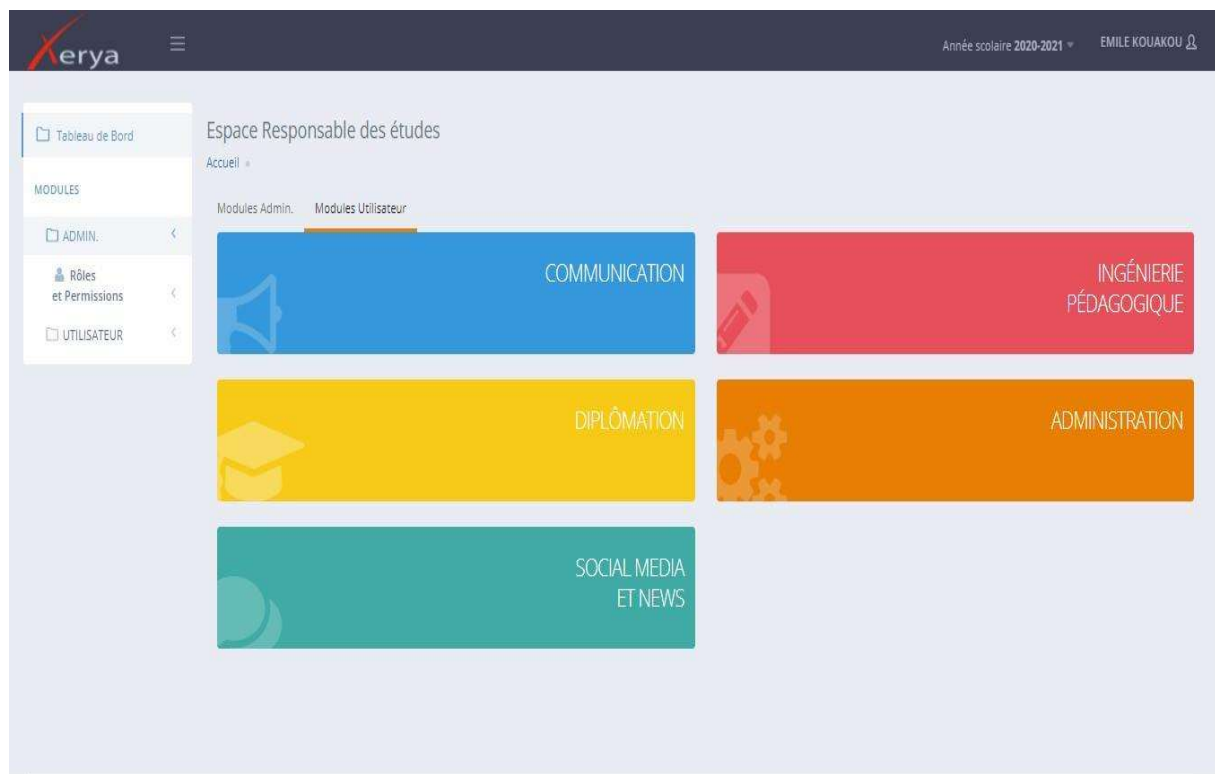 Xerya
Année scolaire 2020-2021
EMILE KOUAKOU
Tableau de Bord
MODULES
ADMIN.
Rôles
et Permissions
UTILISATEUR
Espace Responsable des études
Accueil
Modules Admin.
Modules Utilisateur
COMMUNICATION
INGÉNIERIE
PÉDAGOGIQUE
DIPLÔMATION
ADMINISTRATION
SOCIAL MEDIA
ET NEWS